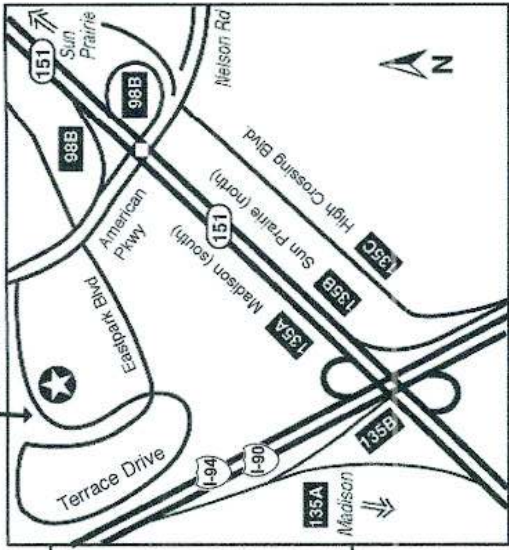 151
Sun
Prairie
98B
98B
Nelson Rd
American
Pkwy
Eastpark Blvd
N
151
High Crossing Blvd.
Sun Prairie (north)
Madison (south)
135C
135B
135A
Terrace Drive
I-94
I-90
135B
135A
Madison